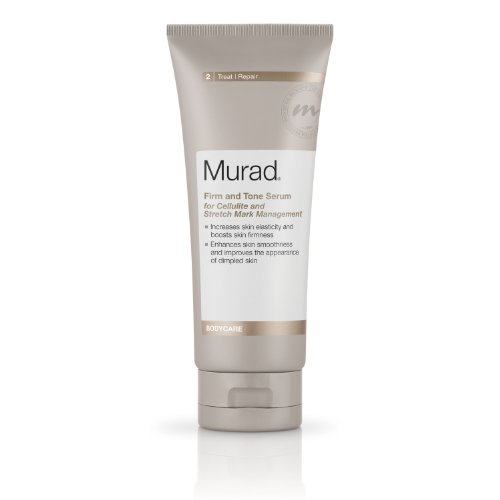 2 Treat | Repair
m
Murad®
Firm and Tone Serum
for Cellulite and
Stretch Mark Management
• Increases skin elasticity and
boosts skin firmness
• Enhances skin smoothness
and improves the appearance
of dimpled skin
BODYCARE